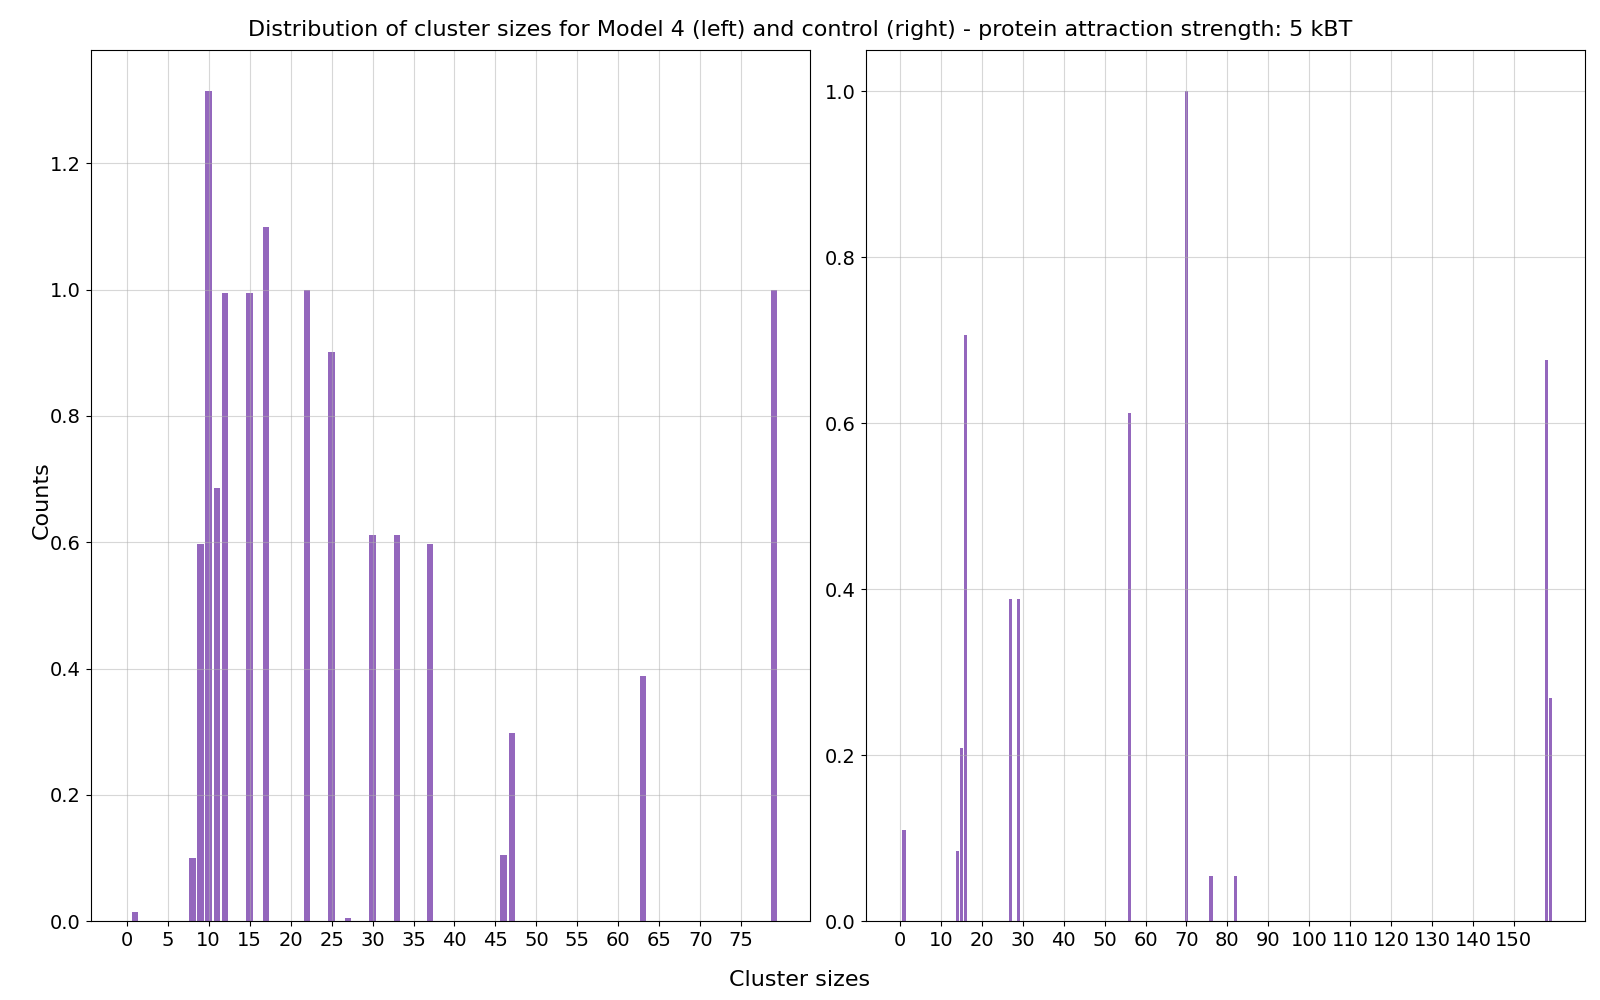 Distribution of cluster sizes for Model 4 (left) and control (right) - protein attraction strength: 5 kBT
Counts
1.2
1.0
0.8
0.6
0.4
0.2
0.0
0 5 10 15 20 25 30 35 40 45 50 55 60 65 70 75
1.0
0.8
0.6
0.4
0.2
0.0
0 10 20 30 40 50 60 70 80 90 100 110 120 130 140 150
Cluster sizes